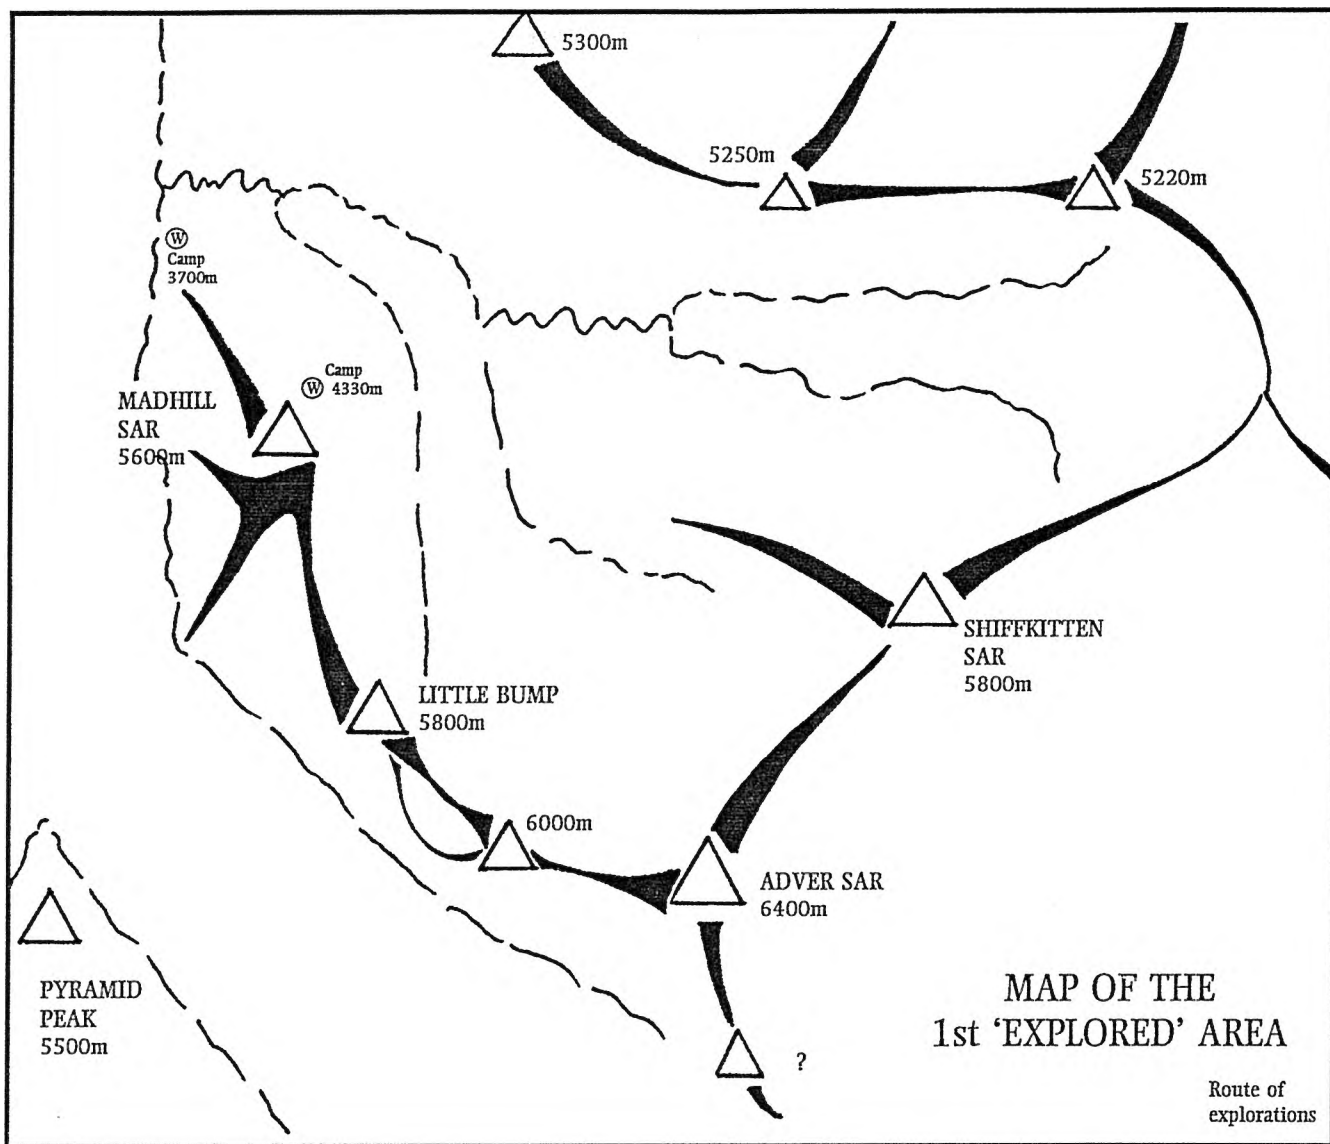 5300m
5250m
5220m
W
Camp
3700m
Camp
W 4330m
MADHILL
SAR
5600m
SHIFFKITTEN
SAR
5800m
LITTLE BUMP
5800m
6000m
ADVER SAR
6400m
PYRAMID
PEAK
5500m
?
MAP OF THE
1st ‘EXPLORED’ AREA
Route of
explorations